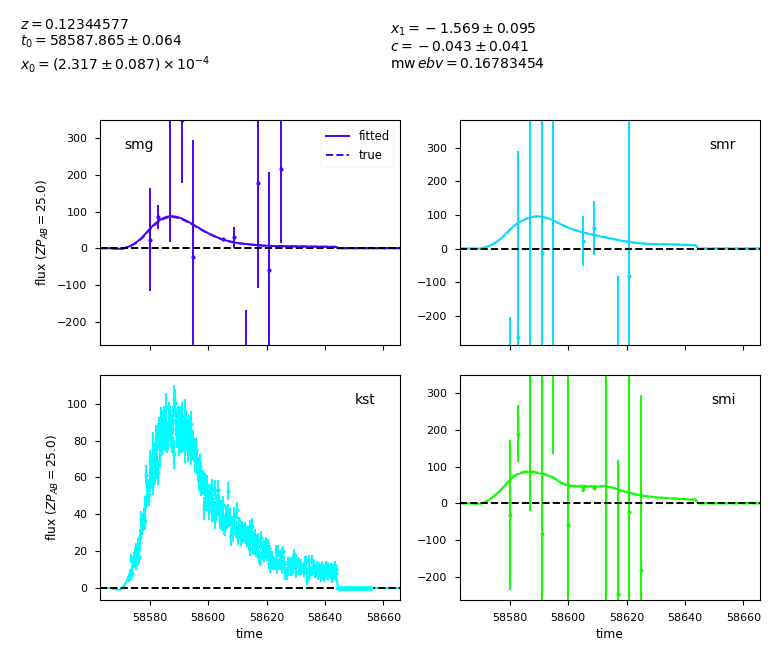 z = 0.12344577
t₀ = 58587.865 ± 0.064
x₀ = (2.317 ± 0.087) × 10⁻⁴
x₁ = −1.569 ± 0.095
c = −0.043 ± 0.041
mw ebv = 0.16783454
smg
fitted
true
300
200
100
0
−100
−200
flux (ZP_AB = 25.0)
smr
300
200
100
0
−100
−200
kst
100
80
60
40
20
0
flux (ZP_AB = 25.0)
58580 58600 58620 58640 58660
time
smi
300
200
100
0
−100
−200
58580 58600 58620 58640 58660
time